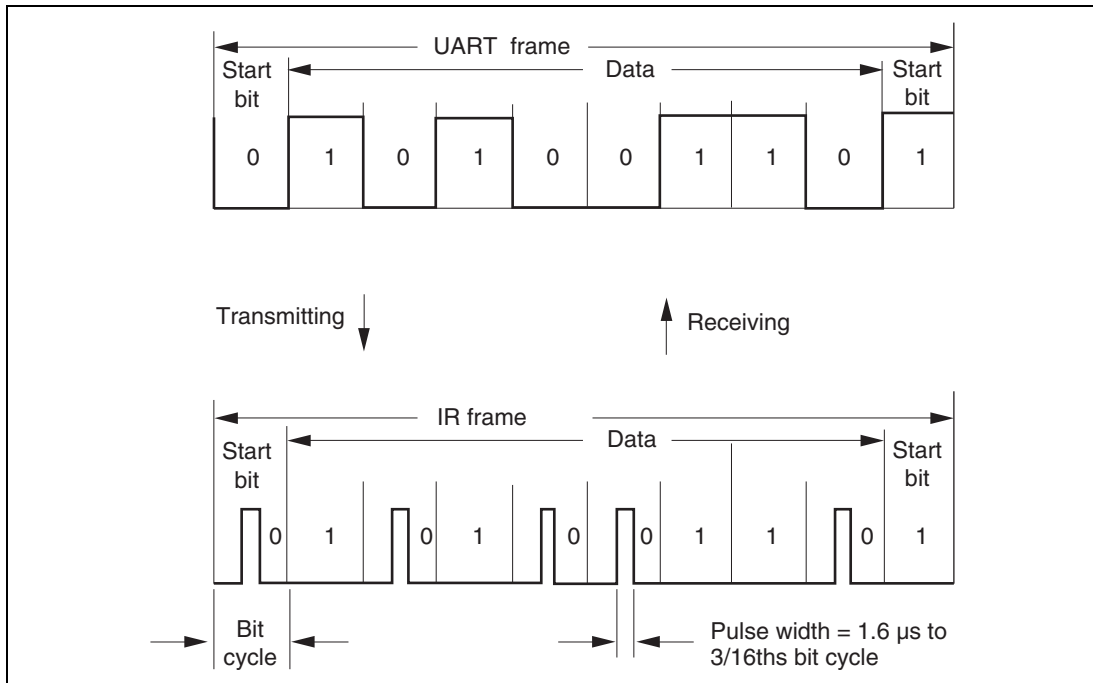 UART frame
Start bit
Data
Start bit
0 1 0 1 0 0 1 1 0 1
Transmitting
Receiving
IR frame
Start bit
Data
Start bit
0 1 0 1 0 0 1 1 0 1
Bit cycle
Pulse width = 1.6 µs to
3/16ths bit cycle